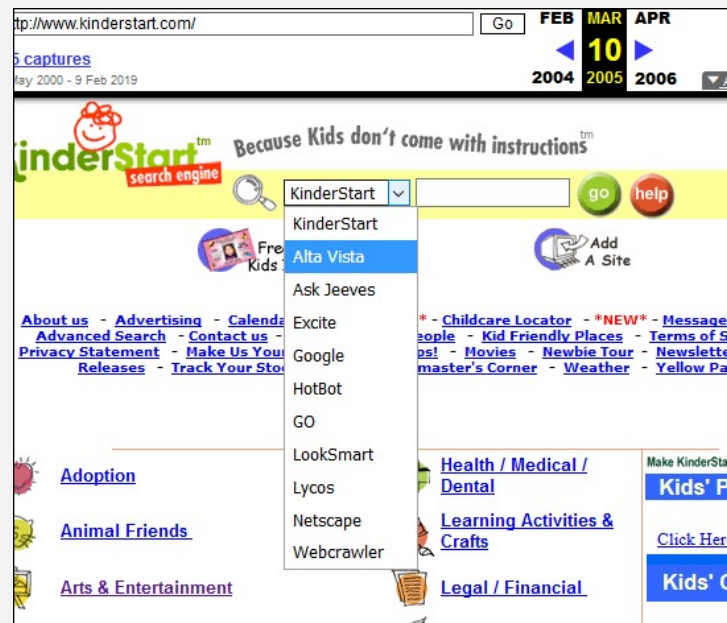 ttp://www.kinderstart.com/ Go FEB MAR APR
5 captures 10
May 2000 - 9 Feb 2019 2004 2005 2006
KinderStart tm Because Kids don't come with instructions tm
search engine
KinderStart go help
KinderStart
Alta Vista
Ask Jeeves
Excite
Google
HotBot
GO
LookSmart
Lycos
Netscape
Webcrawler
Fre Kids
Add
A Site
About us - Advertising - Calenda * - Childcare Locator - *NEW* - Message
Advanced Search - Contact us - eople - Kid Friendly Places - Terms of S
Privacy Statement - Make Us You ps! - Movies - Newbie Tour - Newslette
Releases - Track Your Sto master's Corner - Weather - Yellow Pa
Adoption
Animal Friends
Arts & Entertainment
Health / Medical /
Dental
Learning Activities &
Crafts
Legal / Financial
Make KinderSta
Kids' F
Click Her
Kids' C